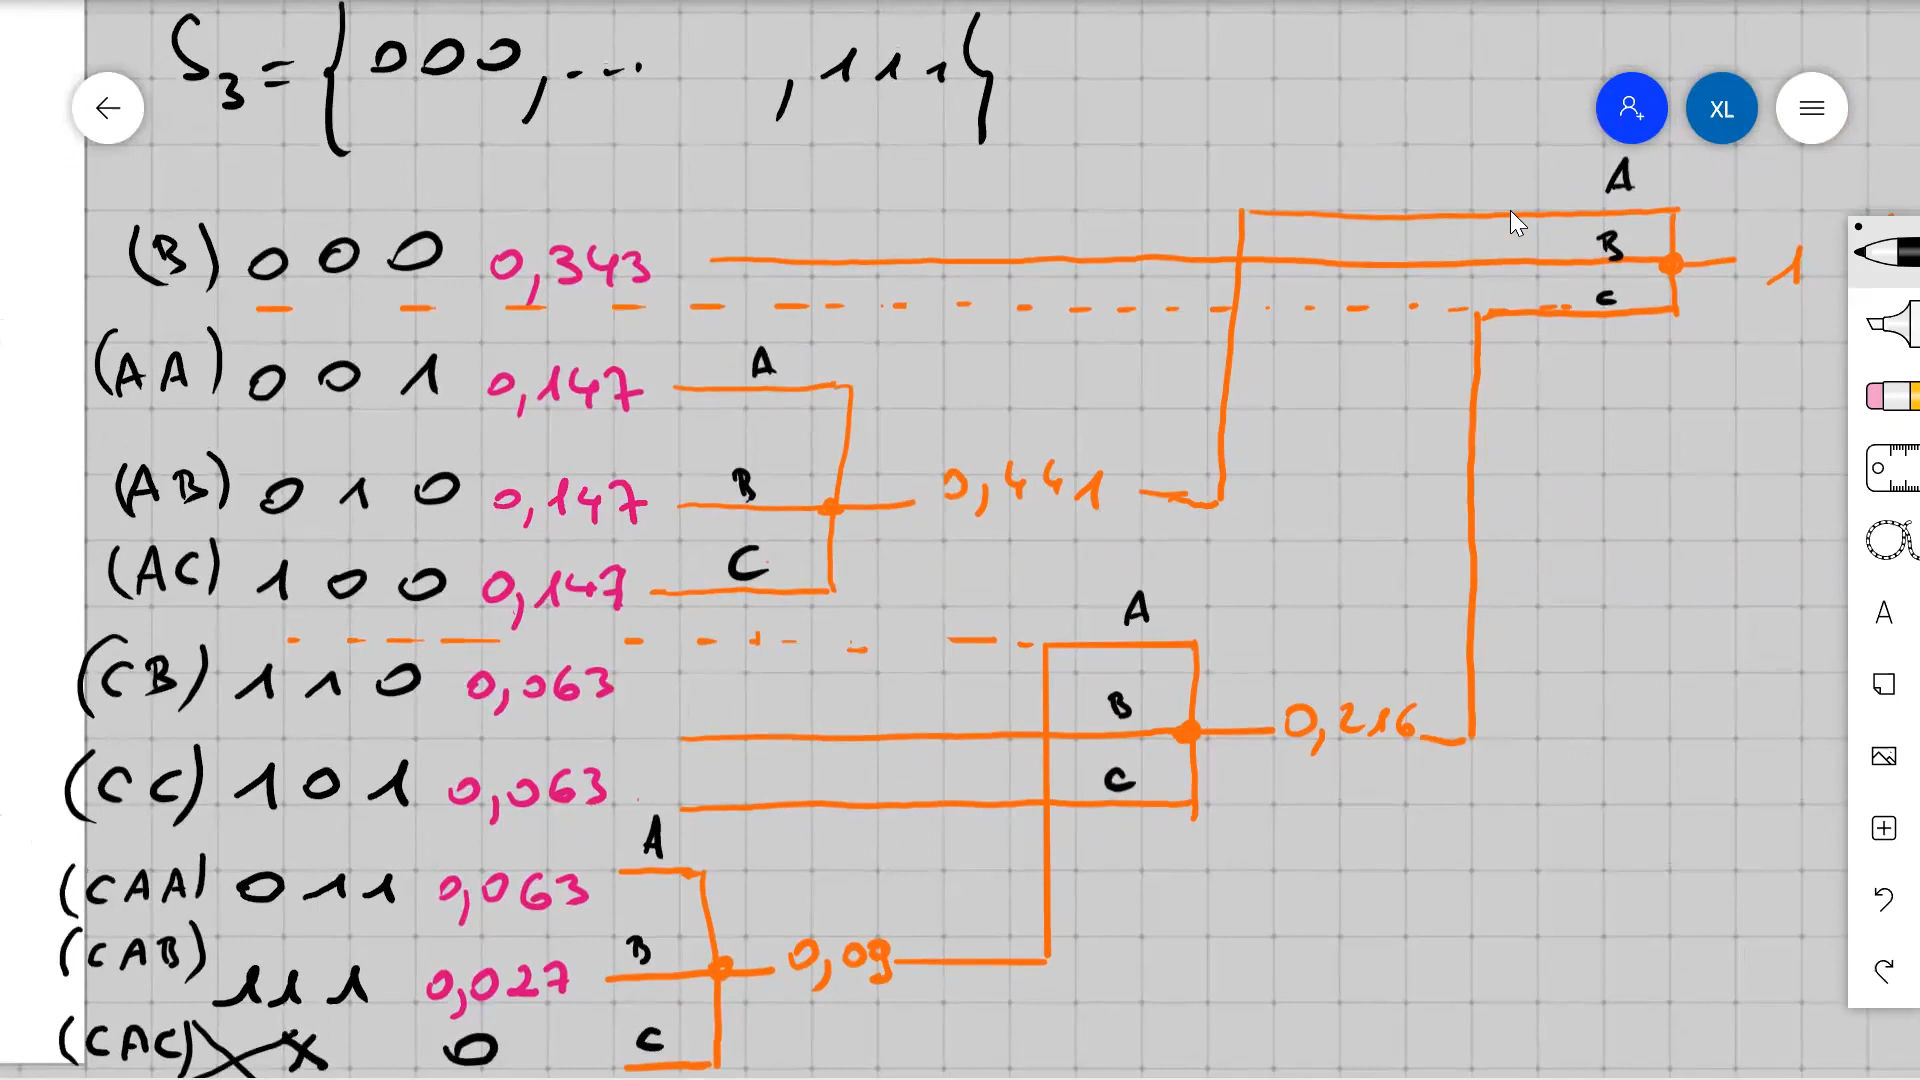 S3 = { 000, ... , 111 }
XL
A
(B) 000 0,343 B 1
C
(AA) 001 0,147 A
(AB) 010 0,147 B 0,441
(AC) 100 0,147 C
A
(CB) 110 0,063 B 0,216
(CC) 101 0,063 C
A
(CAA) 011 0,063
(CAB) 111 0,027 B 0,09
(CAC) 0 C
A